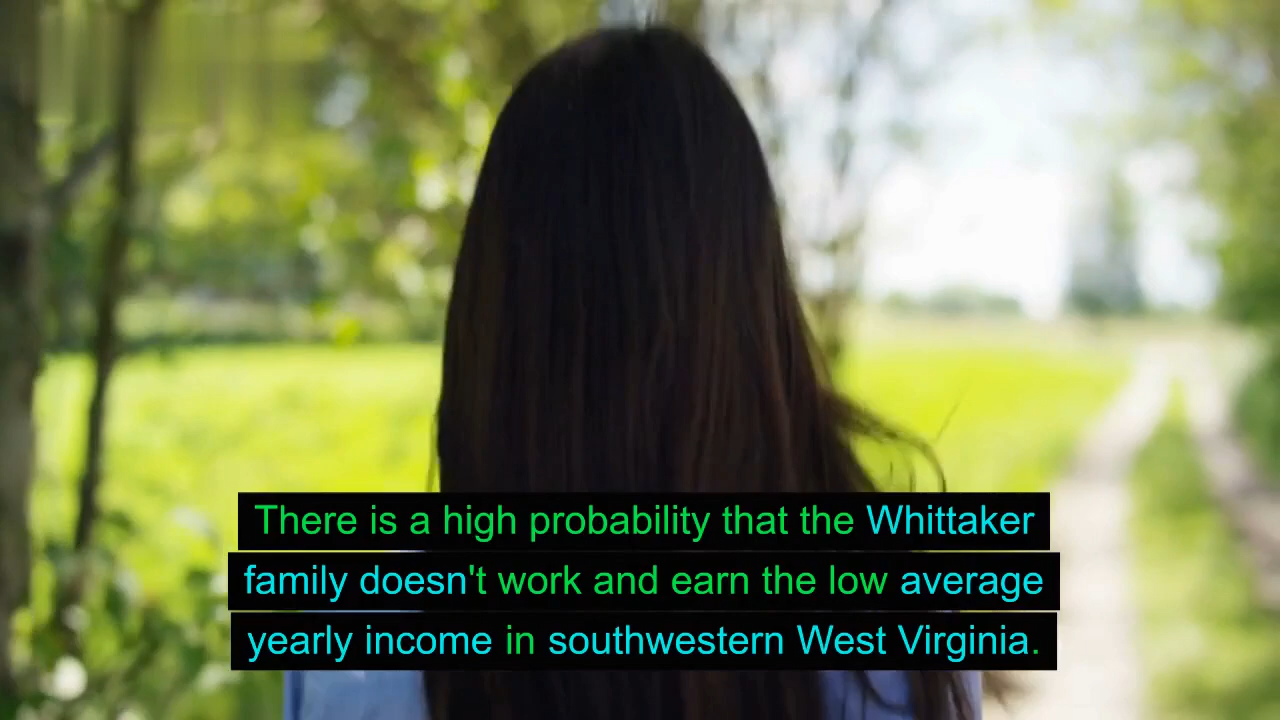 There is a high probability that the Whittaker
family doesn't work and earn the low average
yearly income in southwestern West Virginia.